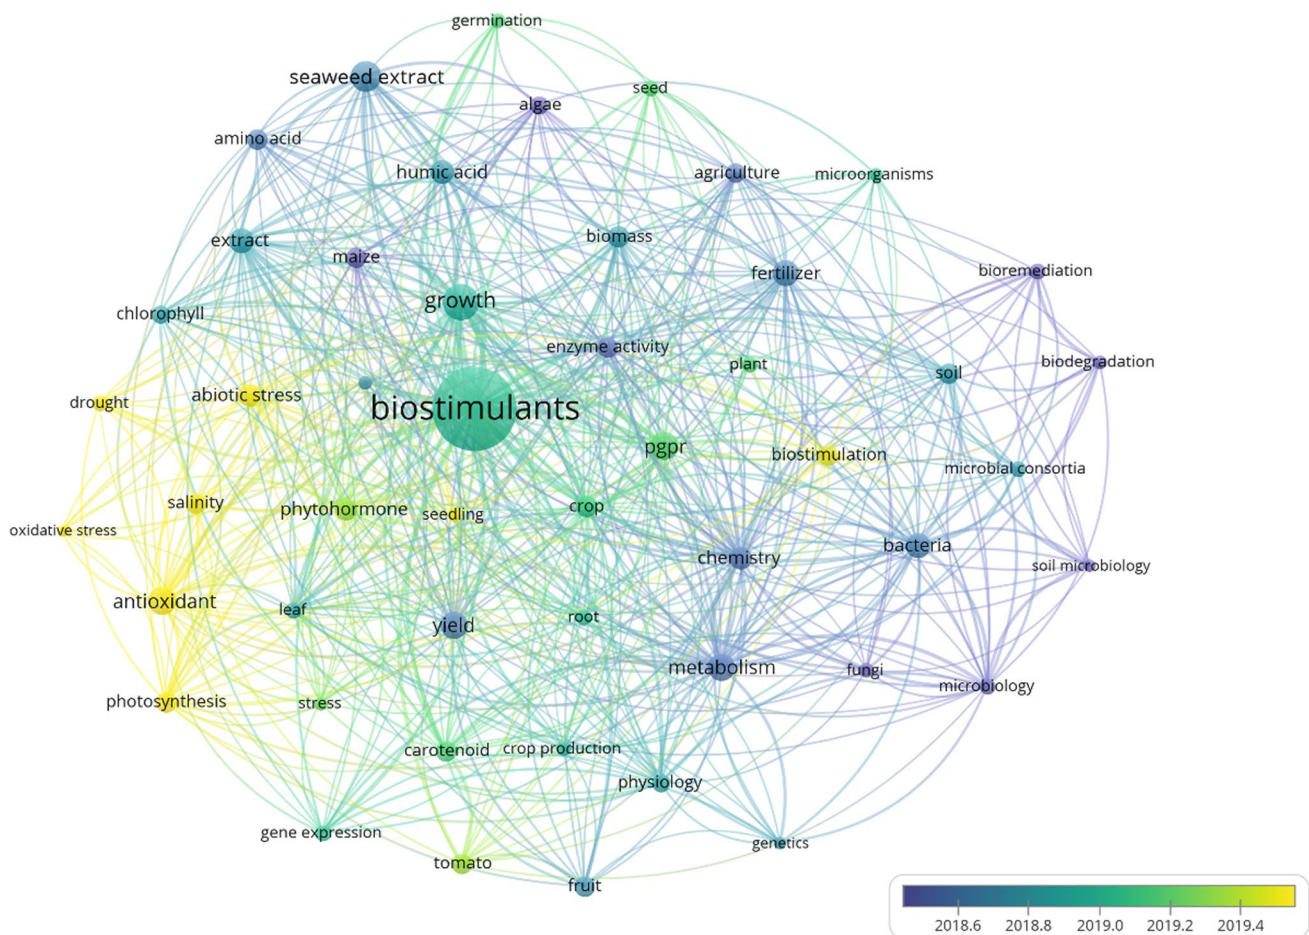 germination
seaweed extract
seed
algae
amino acid
humic acid
agriculture
microorganisms
extract
biomass
maize
fertilizer
bioremediation
growth
chlorophyll
enzyme activity
plant
biodegradation
soil
abiotic stress
drought
biostimulants
pgpr
biostimulation
microbial consortia
salinity
phytohormone
seedling
crop
oxidative stress
chemistry
bacteria
soil microbiology
antioxidant
leaf
yield
root
metabolism
fungi
microbiology
photosynthesis
stress
carotenoid
crop production
physiology
gene expression
genetics
tomato
fruit
2018.6 2018.8 2019.0 2019.2 2019.4